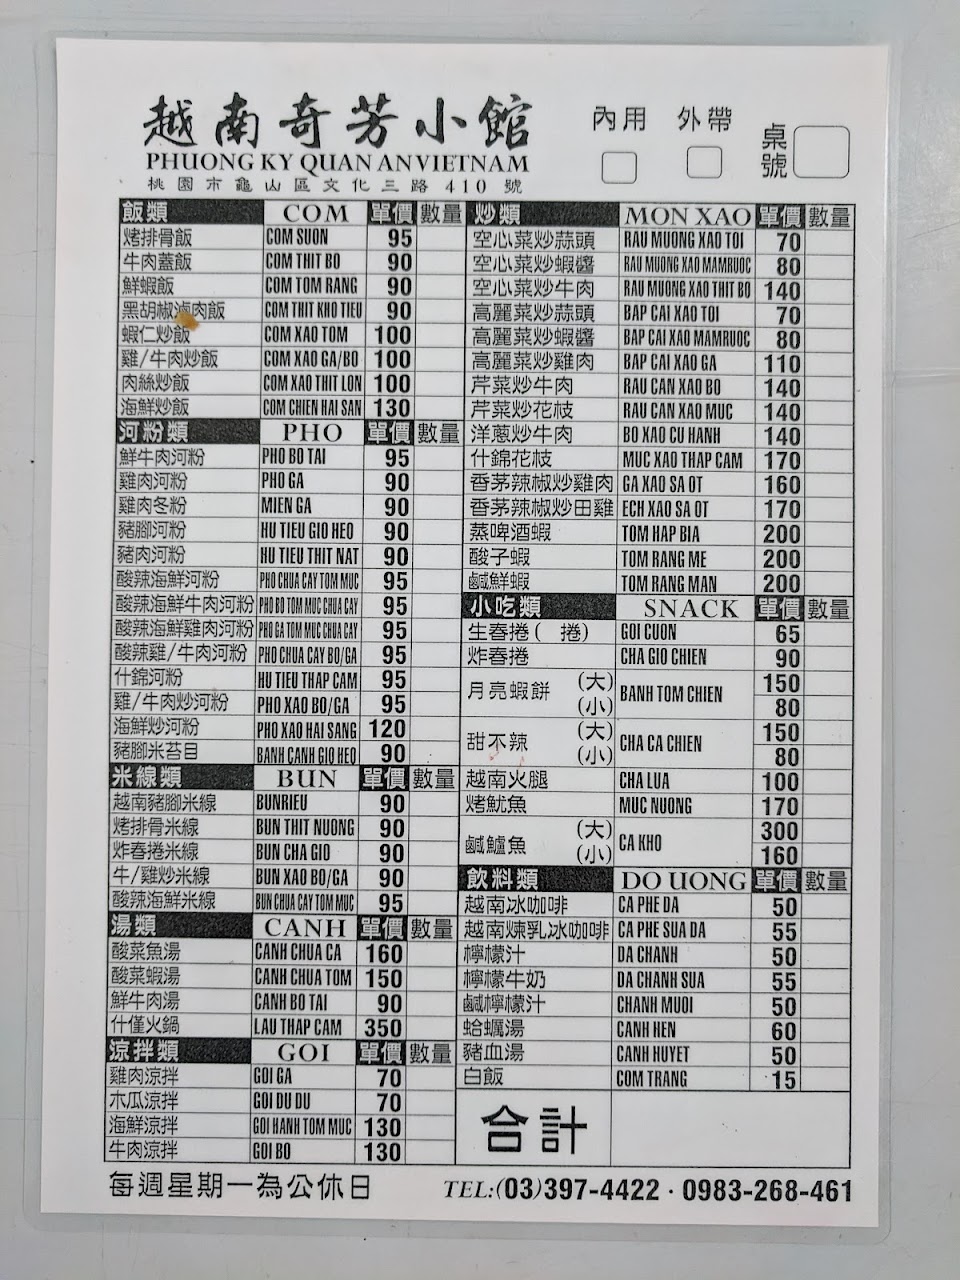 越南奇芳小館
PHUONG KY QUAN AN VIETNAM
桃園市龜山區文化三路 410 號
內用 外帶 桌號
飯類 COM 單價 數量
烤排骨飯 COM SUON 95
牛肉蓋飯 COM THIT BO 90
鮮蝦飯 COM TOM RANG 90
黑胡椒滷肉飯 COM THIT KHO TIEU 90
蝦仁炒飯 COM XAO TOM 100
雞/牛肉炒飯 COM XAO GA/BO 100
肉絲炒飯 COM XAO THIT LON 100
海鮮炒飯 COM CHIEN HAI SAN 130
河粉類 PHO 單價 數量
鮮牛肉河粉 PHO BO TAI 95
雞肉河粉 PHO GA 90
雞肉冬粉 MIEN GA 90
豬腳河粉 HU TIEU GIO HEO 90
豬肉河粉 HU TIEU THIT NAT 90
酸辣海鮮河粉 PHO CHUA CAY TOM MUC 95
酸辣海鮮牛肉河粉 PHO BO TOM MUC CHUA CAY 95
酸辣海鮮雞肉河粉 PHO GA TOM MUC CHUA CAY 95
酸辣雞/牛肉河粉 PHO CHUA CAY BO/GA 95
什錦河粉 HU TIEU THAP CAM 95
雞/牛肉炒河粉 PHO XAO BO/GA 95
海鮮炒河粉 PHO XAO HAI SANG 120
豬腳米苔目 BANH CANH GIO HEO 90
米線類 BUN 單價 數量
越南豬腳米線 BUNRIEU 90
烤排骨米線 BUN THIT NUONG 90
炸春捲米線 BUN CHA GIO 90
牛/雞炒米線 BUN XAO BO/GA 90
酸辣海鮮米線 BUN CHUA CAY TOM MUC 95
湯類 CANH 單價 數量
酸菜魚湯 CANH CHUA CA 160
酸菜蝦湯 CANH CHUA TOM 150
鮮牛肉湯 CANH BO TAI 90
什僅火鍋 LAU THAP CAM 350
涼拌類 GOI 單價 數量
雞肉涼拌 GOI GA 70
木瓜涼拌 GOI DU DU 70
海鮮涼拌 GOI HANH TOM MUC 130
牛肉涼拌 GOI BO 130
炒類 MON XAO 單價 數量
空心菜炒蒜頭 RAU MUONG XAO TOI 70
空心菜炒蝦醬 RAU MUONG XAO MAMRUOC 80
空心菜炒牛肉 RAU MUONG XAO THIT BO 140
高麗菜炒蒜頭 BAP CAI XAO TOI 70
高麗菜炒蝦醬 BAP CAI XAO MAMRUOC 80
高麗菜炒雞肉 BAP CAI XAO GA 110
芹菜炒牛肉 RAU CAN XAO BO 140
芹菜炒花枝 RAU CAN XAO MUC 140
洋蔥炒牛肉 BO XAO CU HANH 140
什錦花枝 MUC XAO THAP CAM 170
香茅辣椒炒雞肉 GA XAO SA OT 160
香茅辣椒炒田雞 ECH XAO SA OT 170
蒸啤酒蝦 TOM HAP BIA 200
酸子蝦 TOM RANG ME 200
鹹鮮蝦 TOM RANG MAN 200
小吃類 SNACK 單價 數量
生春捲( 捲) GOI CUON 65
炸春捲 CHA GIO CHIEN 90
月亮蝦餅 (大) BANH TOM CHIEN 150
(小) 80
甜不辣 (大) CHA CA CHIEN 150
(小) 80
越南火腿 CHA LUA 100
烤魷魚 MUC NUONG 170
鹹鱸魚 (大) CA KHO 300
(小) 160
飲料類 DO UONG 單價 數量
越南冰咖啡 CA PHE DA 50
越南煉乳冰咖啡 CA PHE SUA DA 55
檸檬汁 DA CHANH 50
檸檬牛奶 DA CHANH SUA 55
鹹檸檬汁 CHANH MUOI 50
蛤蠣湯 CANH HEN 60
豬血湯 CANH HUYET 50
白飯 COM TRANG 15
合計
每週星期一為公休日 TEL:(03)397-4422 · 0983-268-461